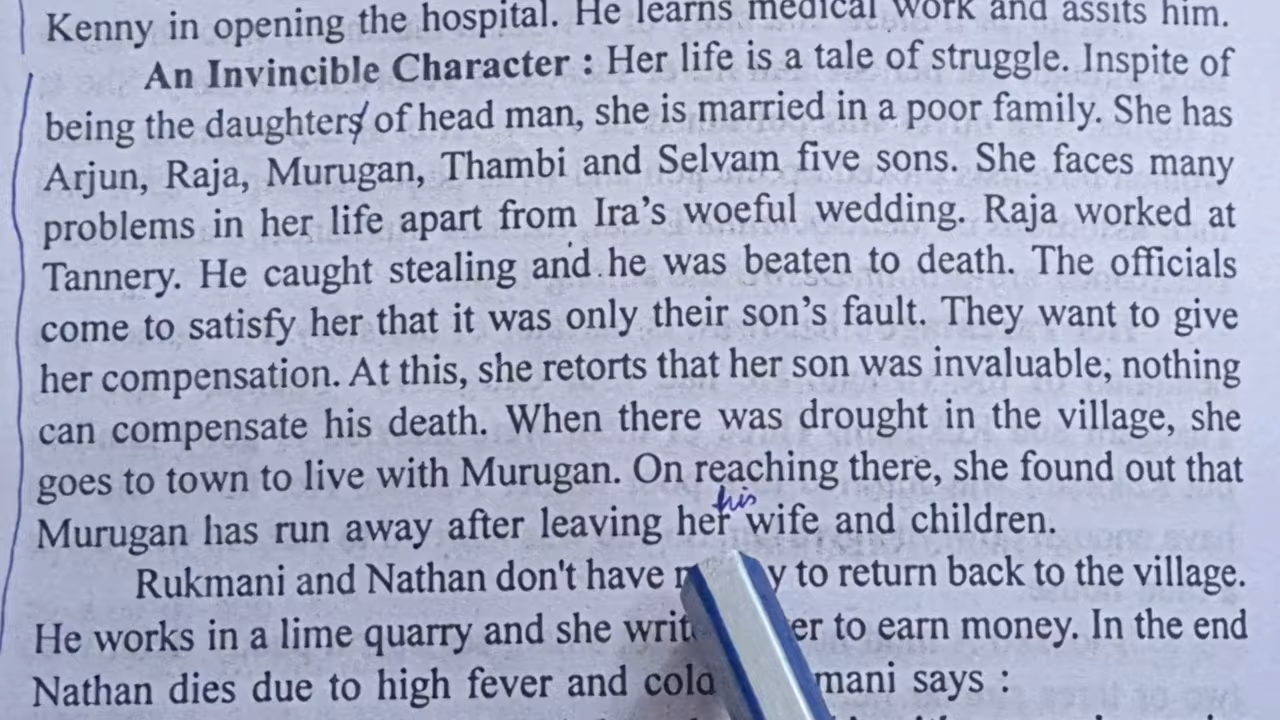 Kenny in opening the hospital. He learns medical work and assits him.
An Invincible Character : Her life is a tale of struggle. Inspite of
being the daughters of head man, she is married in a poor family. She has
Arjun, Raja, Murugan, Thambi and Selvam five sons. She faces many
problems in her life apart from Ira's woeful wedding. Raja worked at
Tannery. He caught stealing and he was beaten to death. The officials
come to satisfy her that it was only their son's fault. They want to give
her compensation. At this, she retorts that her son was invaluable, nothing
can compensate his death. When there was drought in the village, she
goes to town to live with Murugan. On reaching there, she found out that
his
Murugan has run away after leaving her wife and children.
Rukmani and Nathan don't have to return back to the village.
He works in a lime quarry and she to earn money. In the end
Nathan dies due to high fever and says :